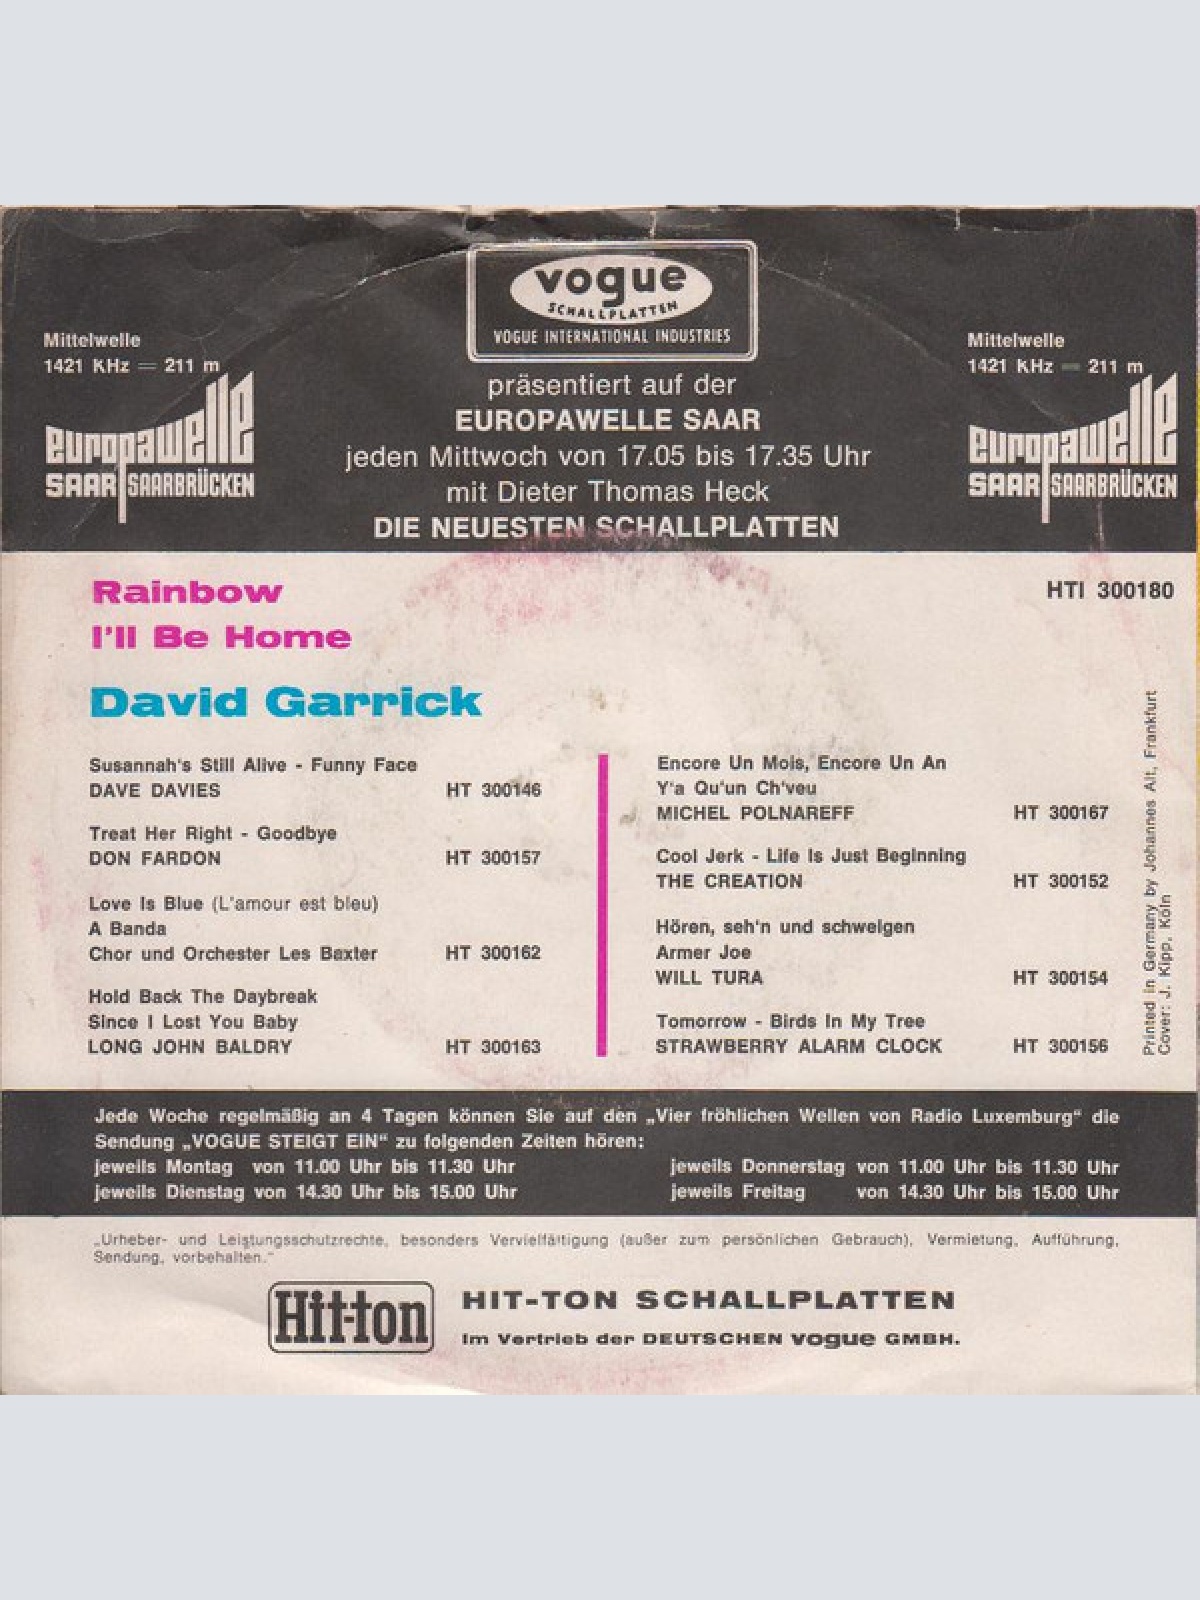 vogue
SCHALLPLATTEN
VOGUE INTERNATIONAL INDUSTRIES
Mittelwelle
1421 KHz — 211 m
europawelle
SAAR SAARBRÜCKEN
präsentiert auf der
EUROPAWELLE SAAR
jeden Mittwoch von 17.05 bis 17.35 Uhr
mit Dieter Thomas Heck
DIE NEUESTEN SCHALLPLATTEN
Mittelwelle
1421 KHz — 211 m
europawelle
SAAR SAARBRÜCKEN
Rainbow
I'll Be Home
HTI 300180
David Garrick
Susannah's Still Alive - Funny Face
DAVE DAVIES HT 300146
Treat Her Right - Goodbye
DON FARDON HT 300157
Love Is Blue (L'amour est bleu)
A Banda
Chor und Orchester Les Baxter HT 300162
Hold Back The Daybreak
Since I Lost You Baby
LONG JOHN BALDRY HT 300163
Encore Un Mois, Encore Un An
Y'a Qu'un Ch'veu
MICHEL POLNAREFF HT 300167
Cool Jerk - Life Is Just Beginning
THE CREATION HT 300152
Hören, seh'n und schweigen
Armer Joe
WILL TURA HT 300154
Tomorrow - Birds In My Tree
STRAWBERRY ALARM CLOCK HT 300156
Printed in Germany by Johannes Alt, Frankfurt
Cover: J. Kipp, Köln
Jede Woche regelmäßig an 4 Tagen können Sie auf den „Vier fröhlichen Wellen von Radio Luxemburg“ die
Sendung „VOGUE STEIGT EIN“ zu folgenden Zeiten hören:
jeweils Montag von 11.00 Uhr bis 11.30 Uhr
jeweils Dienstag von 14.30 Uhr bis 15.00 Uhr
jeweils Donnerstag von 11.00 Uhr bis 11.30 Uhr
jeweils Freitag von 14.30 Uhr bis 15.00 Uhr
„Urheber- und Leistungsschutzrechte, besonders Vervielfältigung (außer zum persönlichen Gebrauch), Vermietung, Aufführung,
Sendung, vorbehalten.“
Hit-ton
HIT-TON SCHALLPLATTEN
Im Vertrieb der DEUTSCHEN vogue GMBH.